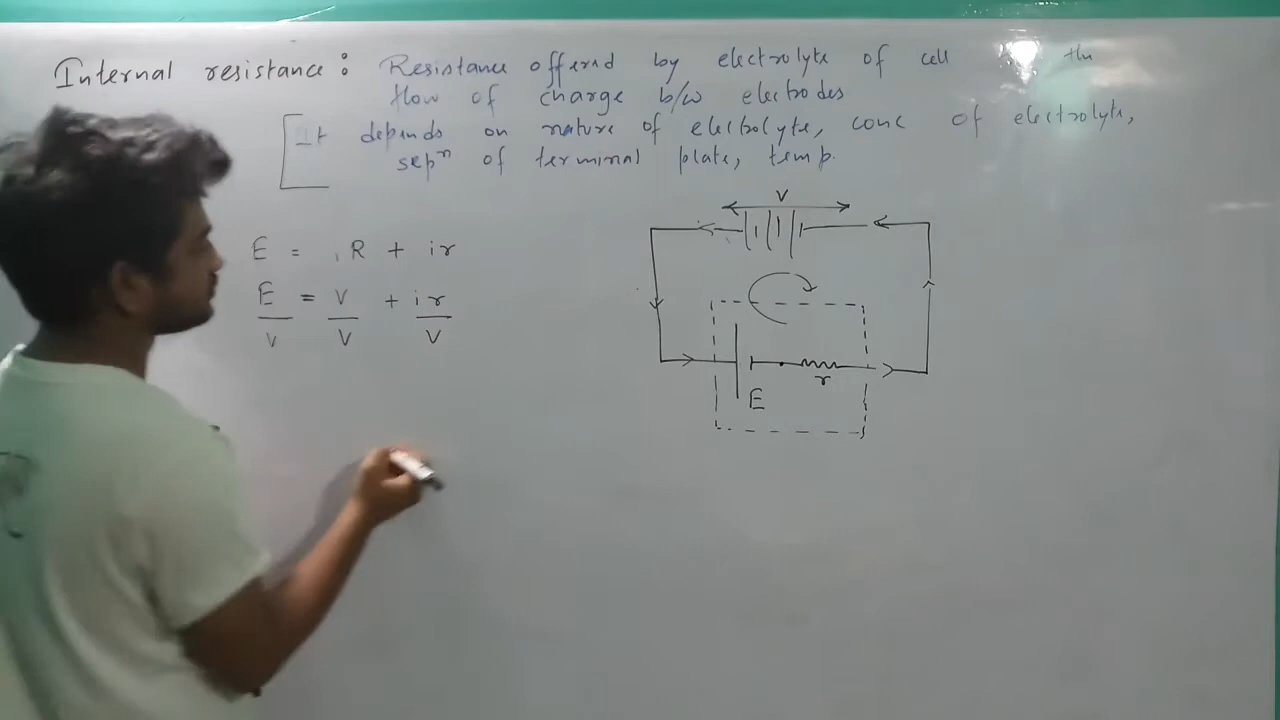 Internal resistance : Resistance offered by electrolyte of cell the
flow of charge b/w electrodes
It depends on nature of electrolyte, conc of electrolyte,
sepⁿ of terminal plate, temp.
E = iR + ir
E/V = V/V + ir/V
V
r
E